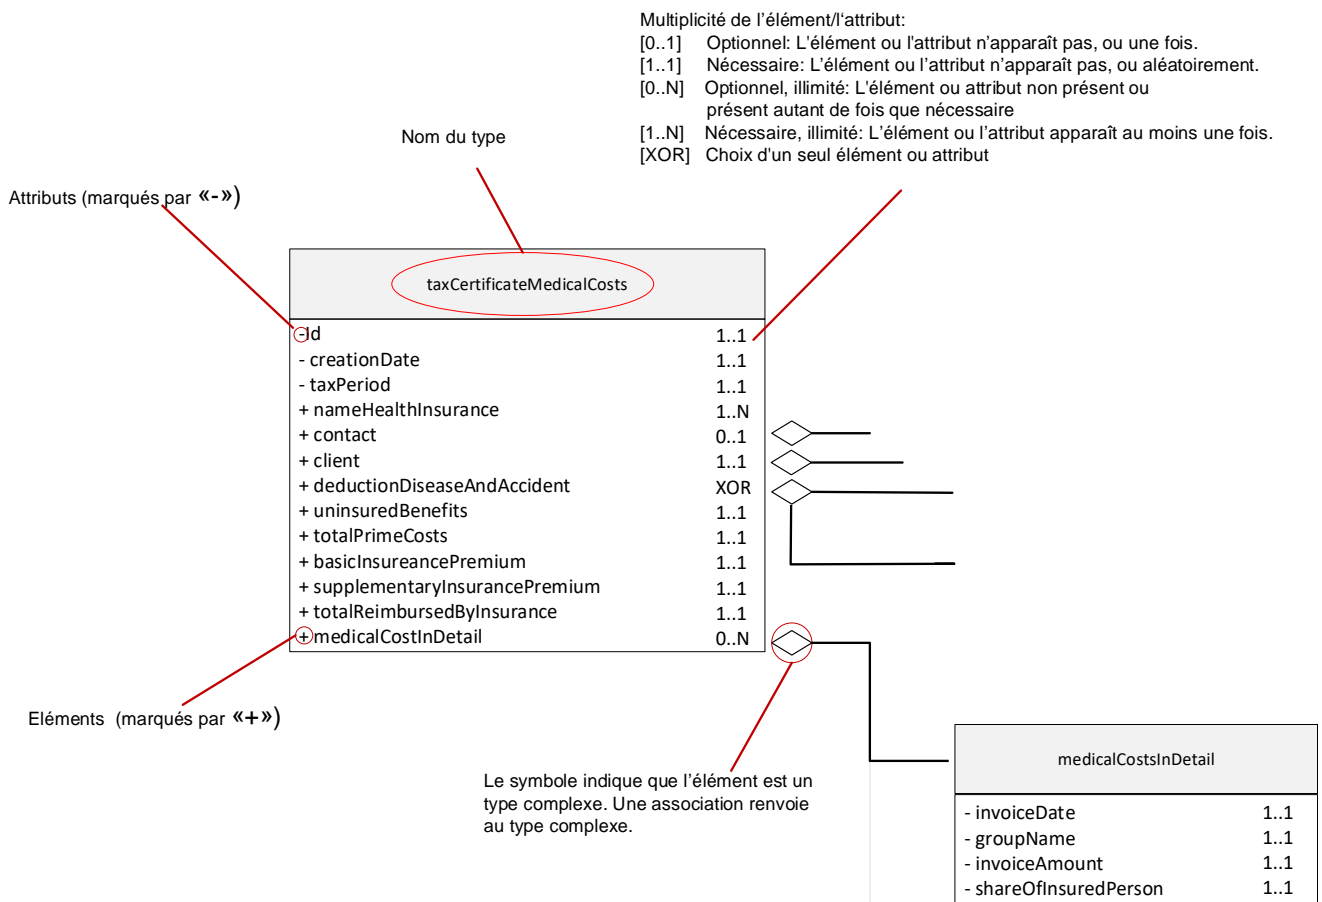 Multiplicité de l'élément/l'attribut:
[0..1] Optionnel: L'élément ou l'attribut n'apparaît pas, ou une fois.
[1..1] Nécessaire: L'élément ou l'attribut n'apparaît pas, ou aléatoirement.
[0..N] Optionnel, illimité: L'élément ou attribut non présent ou
présent autant de fois que nécessaire
[1..N] Nécessaire, illimité: L'élément ou l'attribut apparaît au moins une fois.
[XOR] Choix d'un seul élément ou attribut
Nom du type
Attributs (marqués par «-»)
taxCertificateMedicalCosts
-Id 1..1
- creationDate 1..1
- taxPeriod 1..1
+ nameHealthInsurance 1..N
+ contact 0..1
+ client 1..1
+ deductionDiseaseAndAccident XOR
+ uninsuredBenefits 1..1
+ totalPrimeCosts 1..1
+ basicInsureancePremium 1..1
+ supplementaryInsurancePremium 1..1
+ totalReimbursedByInsurance 1..1
+ medicalCostInDetail 0..N
Eléments (marqués par «+»)
Le symbole indique que l'élément est un
type complexe. Une association renvoie
au type complexe.
medicalCostsInDetail
- invoiceDate 1..1
- groupName 1..1
- invoiceAmount 1..1
- shareOfInsuredPerson 1..1